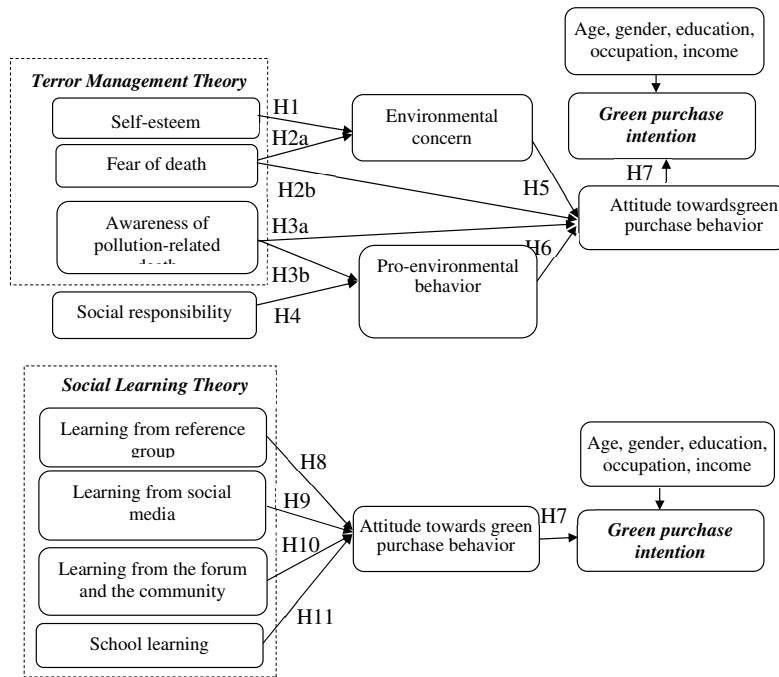 Age, gender, education,
occupation, income
Terror Management Theory
H1
Self-esteem
Environmental
concern
Green purchase
intention
H2a
Fear of death
H7
H5
H2b
Attitude towardsgreen
purchase behavior
Awareness of
pollution-related
death
H3a
H6
Pro-environmental
behavior
H3b
Social responsibility
H4
Social Learning Theory
Learning from reference
group
Age, gender, education,
occupation, income
H8
Learning from social
media
H9
Attitude towards green
purchase behavior
H7
Green purchase
intention
H10
Learning from the forum
and the community
H11
School learning